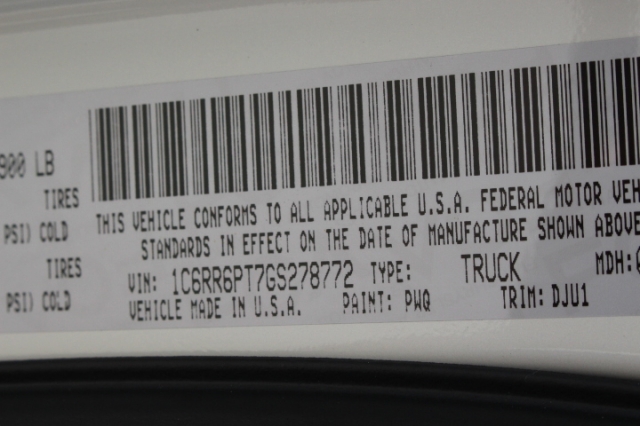 900 LB
TIRES
PSI) COLD
TIRES
PSI) COLD
THIS VEHICLE CONFORMS TO ALL APPLICABLE U.S.A. FEDERAL MOTOR VEH
STANDARDS IN EFFECT ON THE DATE OF MANUFACTURE SHOWN ABOVE
VIN: 1C6RR6PT7GS278772 TYPE: TRUCK MDH:
VEHICLE MADE IN U.S.A. PAINT: PWQ TRIM: DJU1